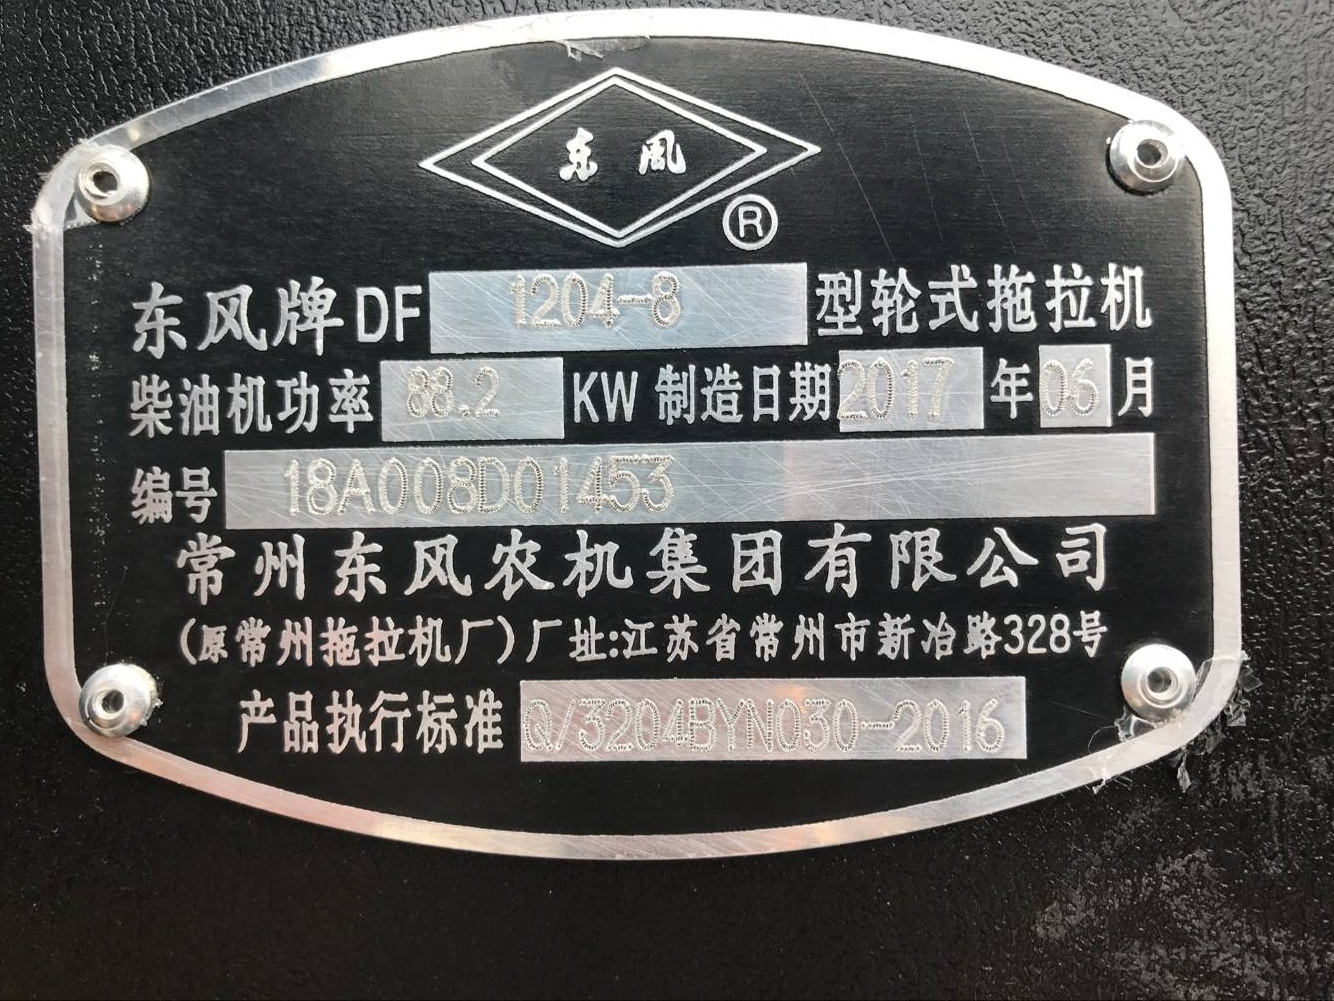 东風
®
东风牌DF 1204-8 型轮式拖拉机
柴油机功率 88.2 KW 制造日期 2017 年 06 月
编号 18A008D01453
常州东风农机集团有限公司
(原常州拖拉机厂)厂址:江苏省常州市新冶路328号
产品执行标准 Q/3204BYN030-2016